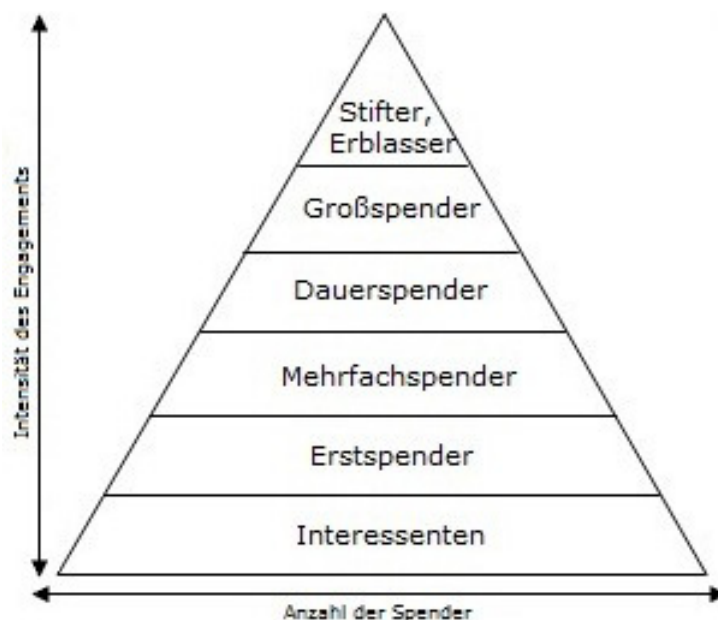 Stifter,
Erblasser
Großspender
Dauerspender
Mehrfachspender
Erstspender
Interessenten
Intensität des Engagements
Anzahl der Spender